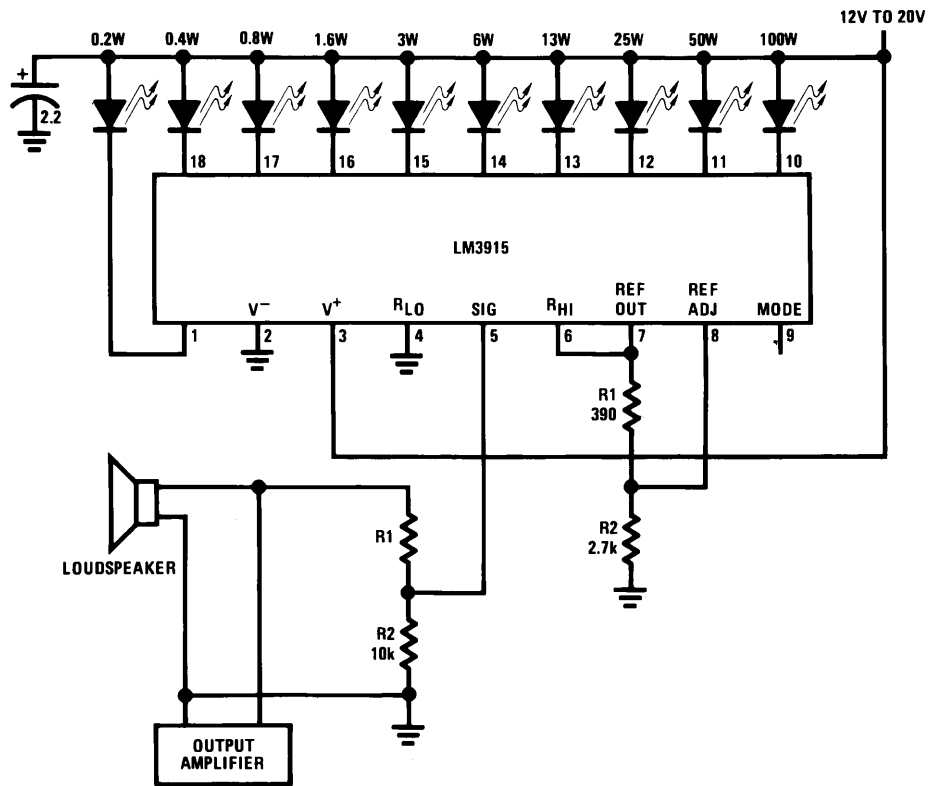 12V TO 20V
0.2W 0.4W 0.8W 1.6W 3W 6W 13W 25W 50W 100W
+
2.2
18 17 16 15 14 13 12 11 10
LM3915
V− V+ RLO SIG RHI REF OUT REF ADJ MODE
1 2 3 4 5 6 7 8 9
R1
390
R2
2.7k
R1
R2
10k
LOUDSPEAKER
OUTPUT
AMPLIFIER